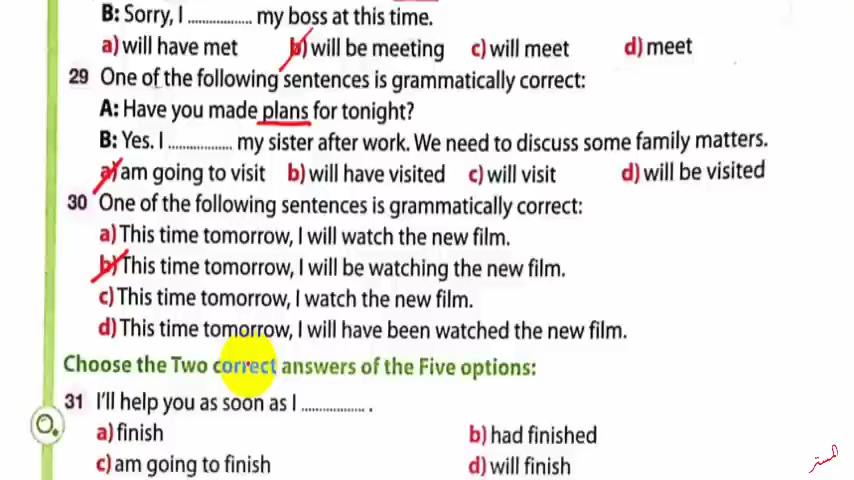 B: Sorry, I ............... my boss at this time.
a) will have met b) will be meeting c) will meet d) meet
29 One of the following sentences is grammatically correct:
A: Have you made plans for tonight?
B: Yes. I ............... my sister after work. We need to discuss some family matters.
a) am going to visit b) will have visited c) will visit d) will be visited
30 One of the following sentences is grammatically correct:
a) This time tomorrow, I will watch the new film.
b) This time tomorrow, I will be watching the new film.
c) This time tomorrow, I watch the new film.
d) This time tomorrow, I will have been watched the new film.
Choose the Two correct answers of the Five options:
31 I'll help you as soon as I ............... .
a) finish b) had finished
c) am going to finish d) will finish